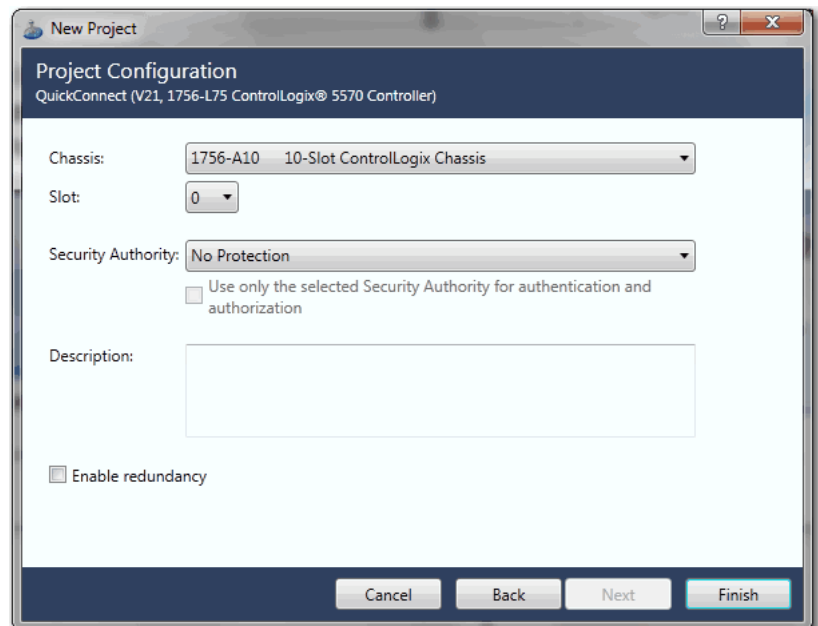 New Project
?
Project Configuration
QuickConnect (V21, 1756-L75 ControlLogix® 5570 Controller)
Chassis: 1756-A10 10-Slot ControlLogix Chassis
Slot: 0
Security Authority: No Protection
Use only the selected Security Authority for authentication and
authorization
Description:
Enable redundancy
Cancel Back Next Finish